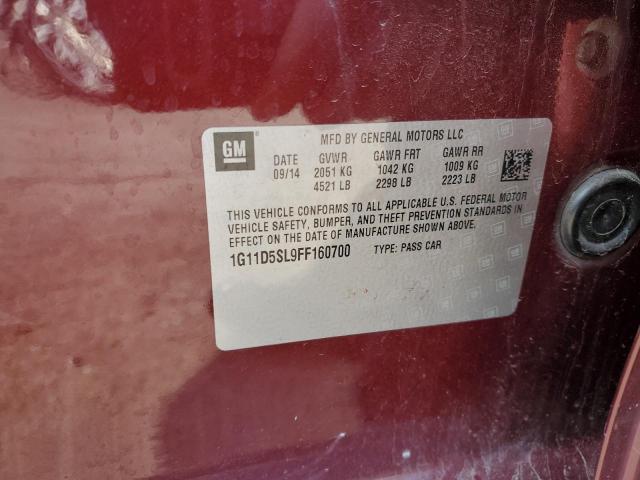 GM
MFD BY GENERAL MOTORS LLC
DATE GVWR GAWR FRT GAWR RR
09/14 2051 KG 1042 KG 1009 KG
4521 LB 2298 LB 2223 LB
THIS VEHICLE CONFORMS TO ALL APPLICABLE U.S. FEDERAL MOTOR
VEHICLE SAFETY, BUMPER, AND THEFT PREVENTION STANDARDS IN
EFFECT ON THE DATE OF MANUFACTURE SHOWN ABOVE.
1G11D5SL9FF160700 TYPE: PASS CAR